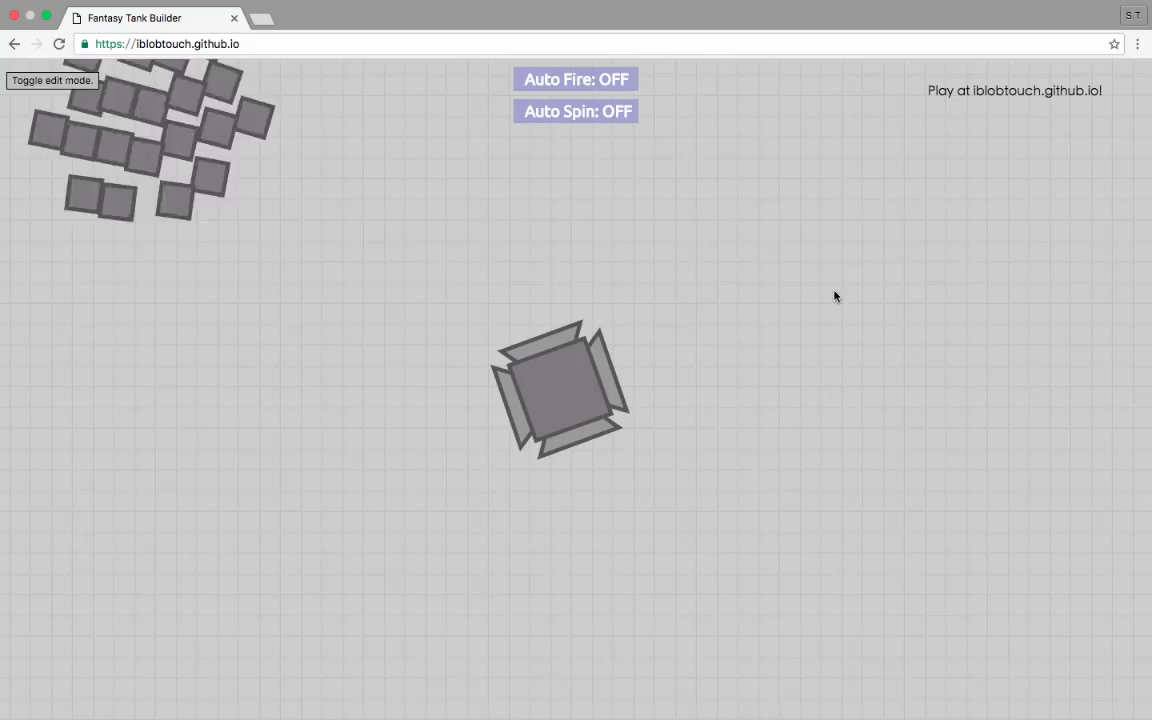 Fantasy Tank Builder
S.T.
https://iblobtouch.github.io
Toggle edit mode.
Auto Fire: OFF
Play at iblobtouch.github.io!
Auto Spin: OFF